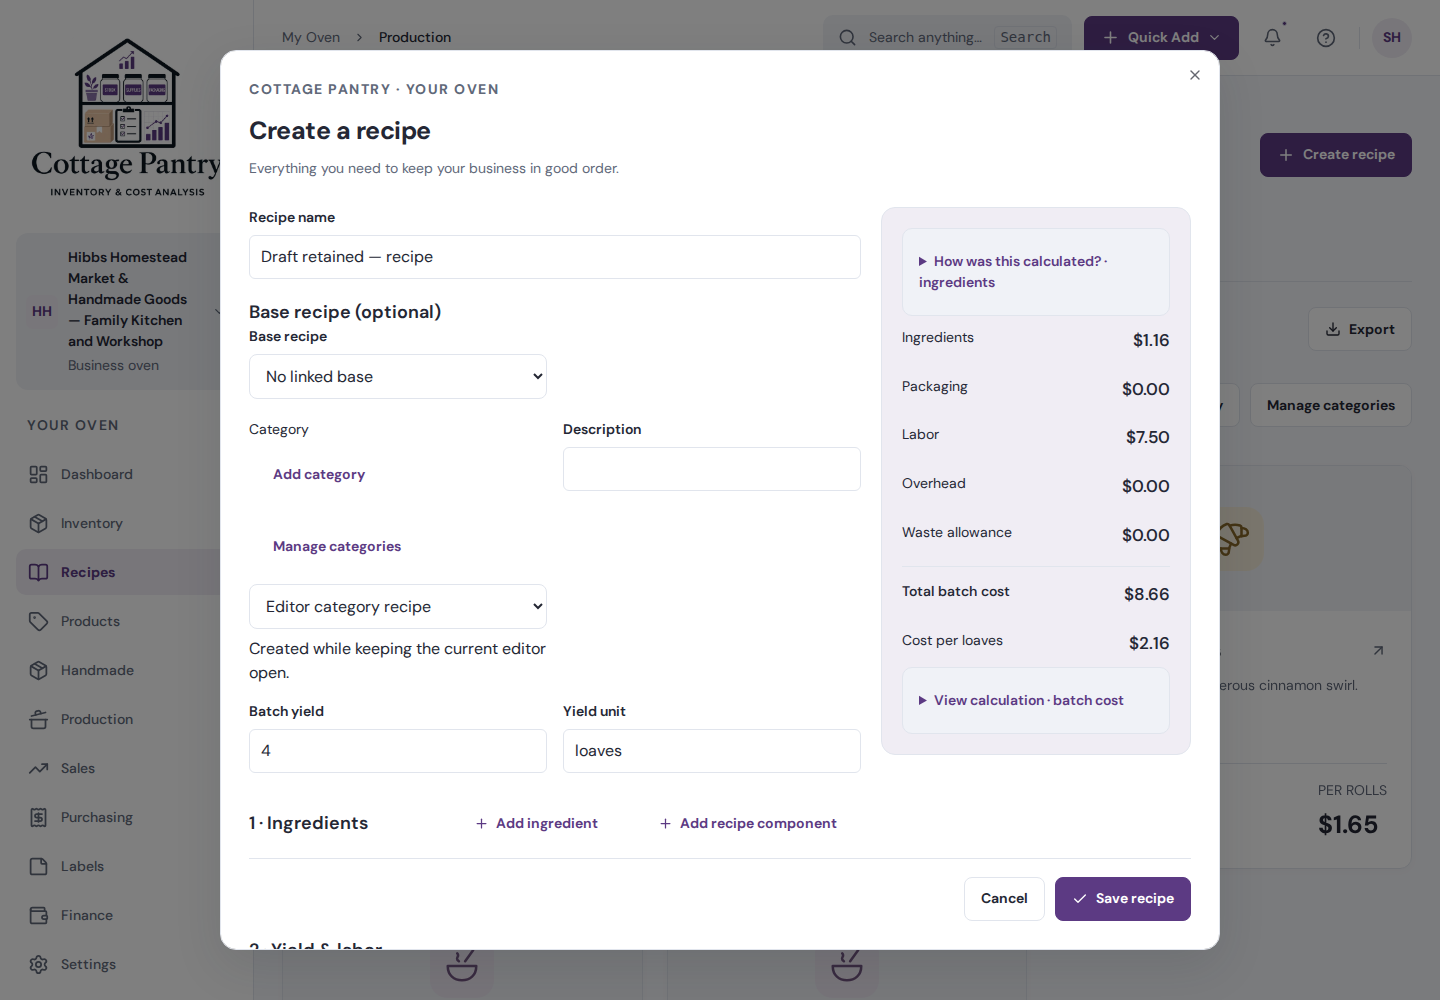 My Oven
Production
Search anything...
Search
Quick Add
SH
Cottage Pantry
INVENTORY & COST ANALYSIS
HH
Hibbs Homestead
Market &
Handmade Goods
— Family Kitchen
and Workshop
Business oven
YOUR OVEN
Dashboard
Inventory
Recipes
Products
Handmade
Production
Sales
Purchasing
Labels
Finance
Settings
Create recipe
Export
Manage categories
erous cinnamon swirl.
PER ROLLS
$1.65
COTTAGE PANTRY · YOUR OVEN
Create a recipe
Everything you need to keep your business in good order.
Recipe name
Draft retained — recipe
Base recipe (optional)
Base recipe
No linked base
Category
Description
Add category
Manage categories
Editor category recipe
Created while keeping the current editor
open.
Batch yield
Yield unit
4
loaves
1 · Ingredients
Add ingredient
Add recipe component
How was this calculated? ·
ingredients
Ingredients $1.16
Packaging $0.00
Labor $7.50
Overhead $0.00
Waste allowance $0.00
Total batch cost $8.66
Cost per loaves $2.16
View calculation · batch cost
Cancel
Save recipe
2 · Yield & labor